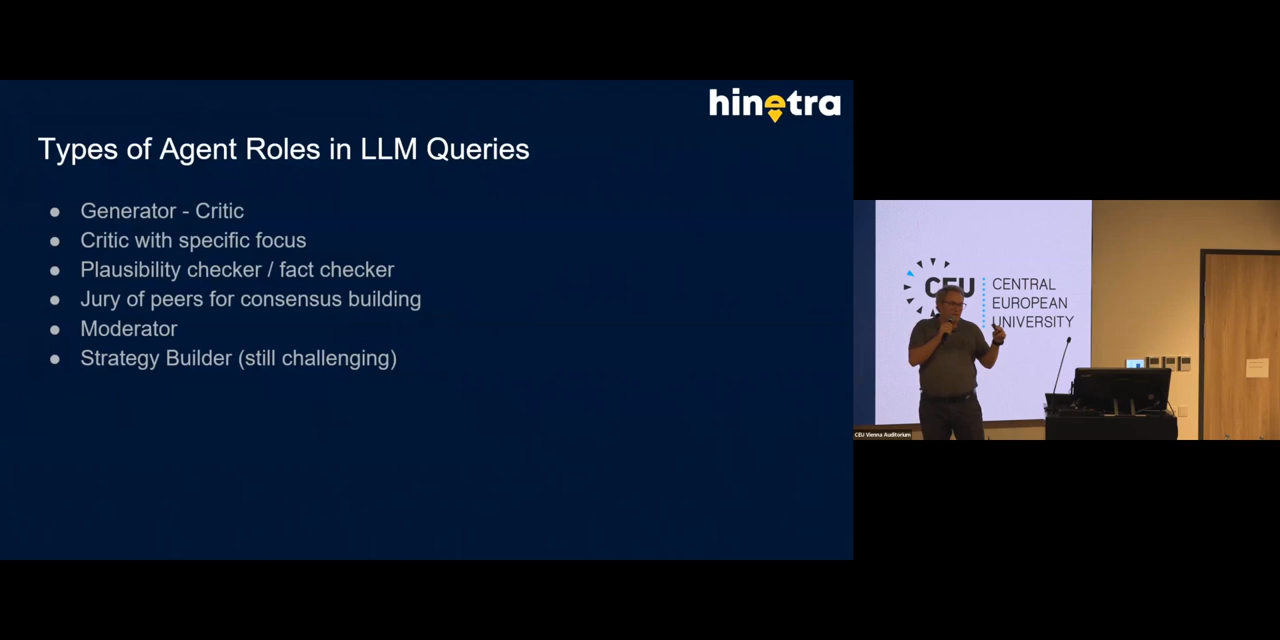 hinetra
Types of Agent Roles in LLM Queries
● Generator - Critic
● Critic with specific focus
● Plausibility checker / fact checker
● Jury of peers for consensus building
● Moderator
● Strategy Builder (still challenging)
CEU
CENTRAL
EUROPEAN
UNIVERSITY
CEU Vienna Auditorium